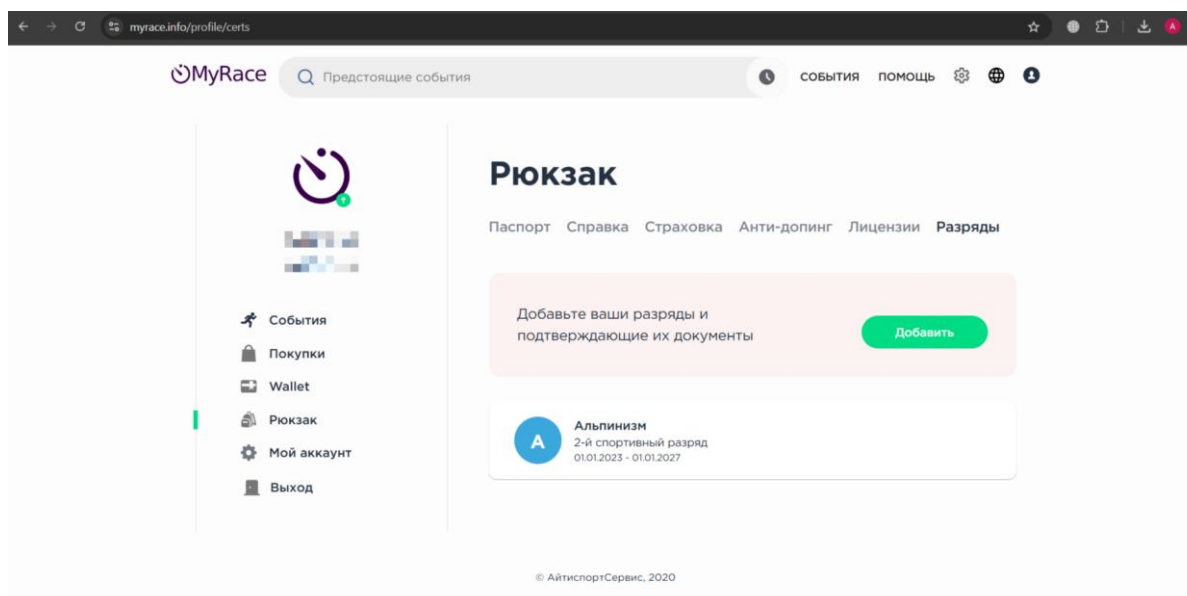 myrace.info/profile/certs
A
MyRace
Предстоящие события
СОБЫТИЯ ПОМОЩЬ
Рюкзак
Паспорт Справка Страховка Анти-допинг Лицензии Разряды
Добавьте ваши разряды и
подтверждающие их документы
Добавить
События
Покупки
Wallet
Рюкзак
Мой аккаунт
Выход
А
Альпинизм
2-й спортивный разряд
01.01.2023 - 01.01.2027
© АйтиспортСервис, 2020